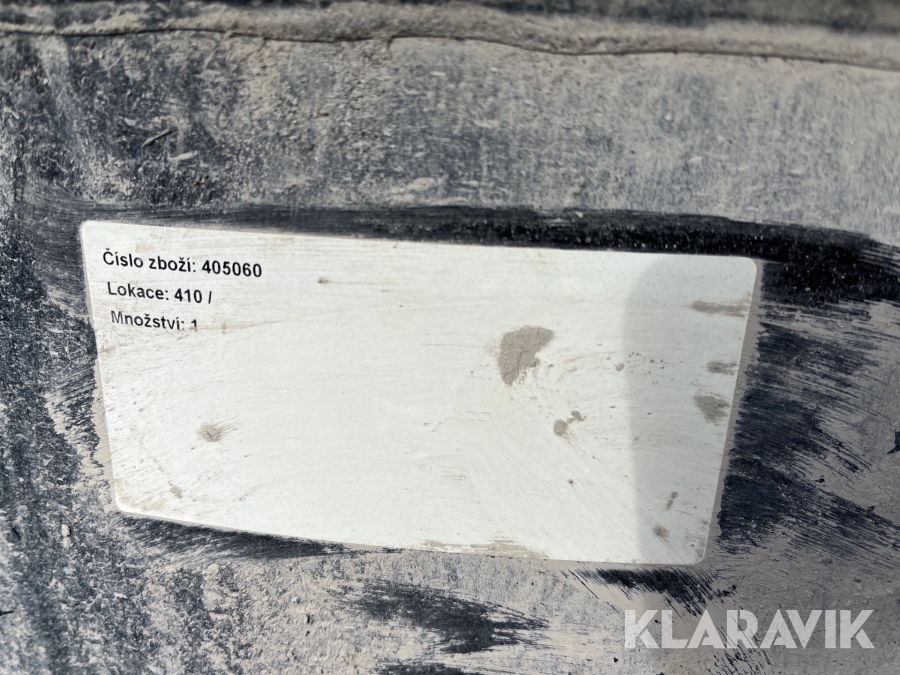 Číslo zboží: 405060
Lokace: 410 /
Množství: 1
KLARAVIK